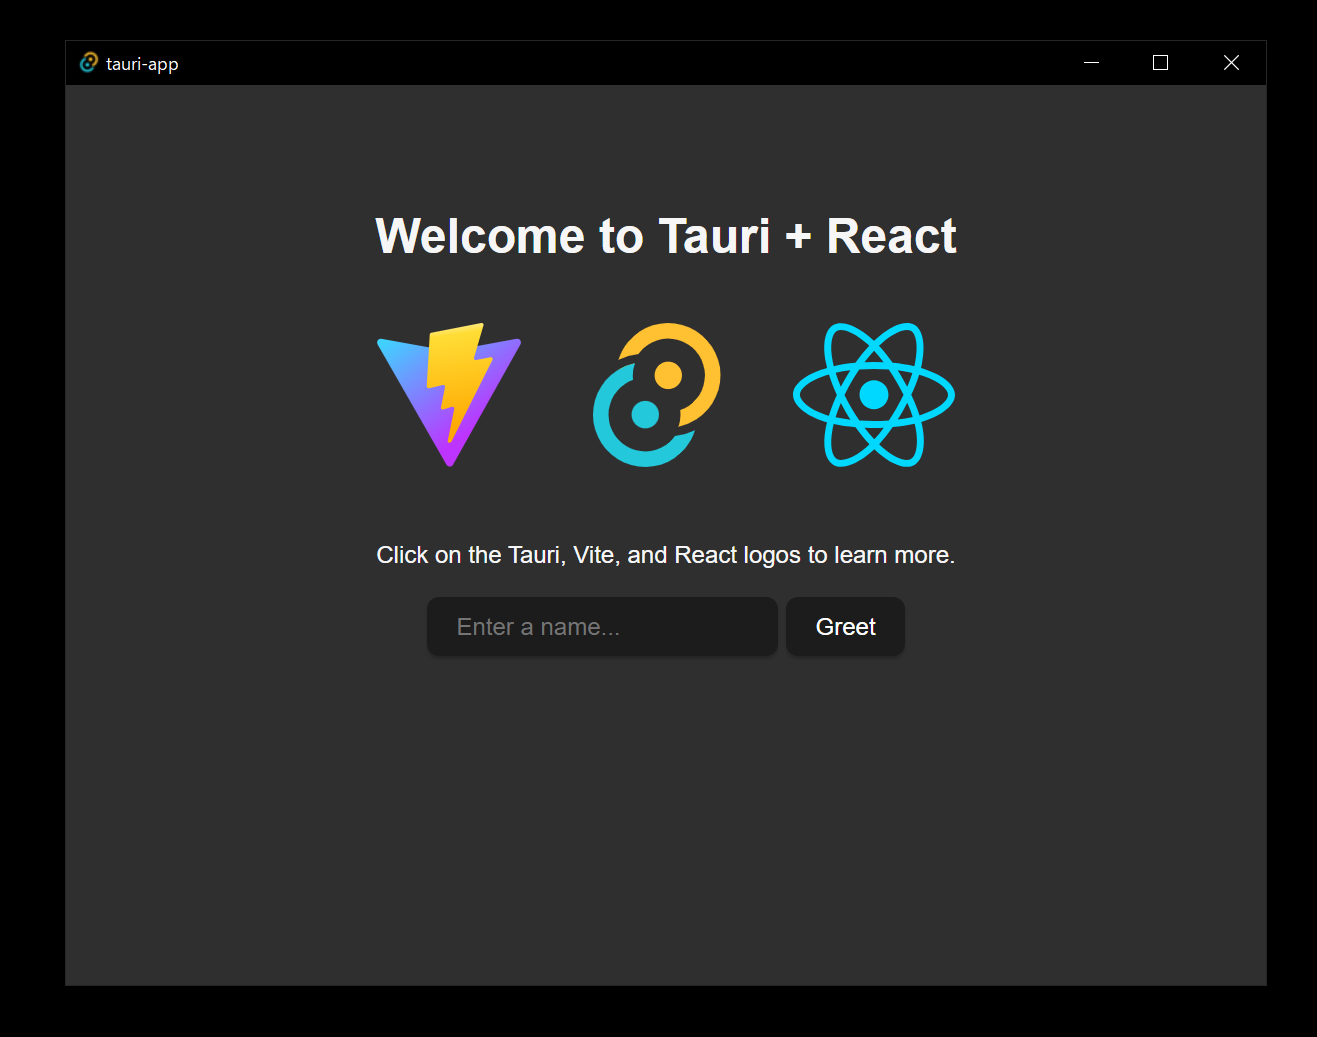 tauri-app
Welcome to Tauri + React
Click on the Tauri, Vite, and React logos to learn more.
Enter a name...
Greet